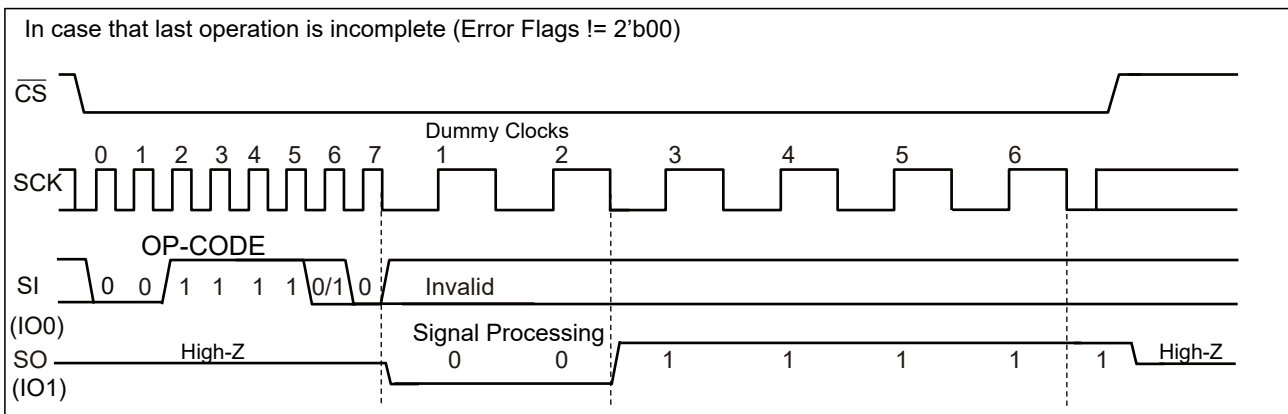 In case that last operation is incomplete (Error Flags != 2’b00)
CS
Dummy Clocks
0 1 2 3 4 5 6 7 1 2 3 4 5 6
SCK
OP-CODE
SI 0 0 1 1 1 1 0/1 0 Invalid
(IO0)
Signal Processing
SO High-Z 0 0 1 1 1 1 1 High-Z
(IO1)